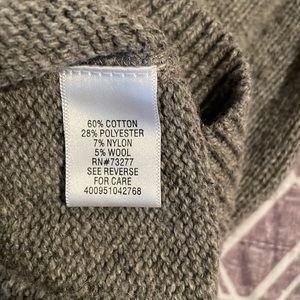 60% COTTON
28% POLYESTER
7% NYLON
5% WOOL
RN#73277
SEE REVERSE
FOR CARE
400951042768